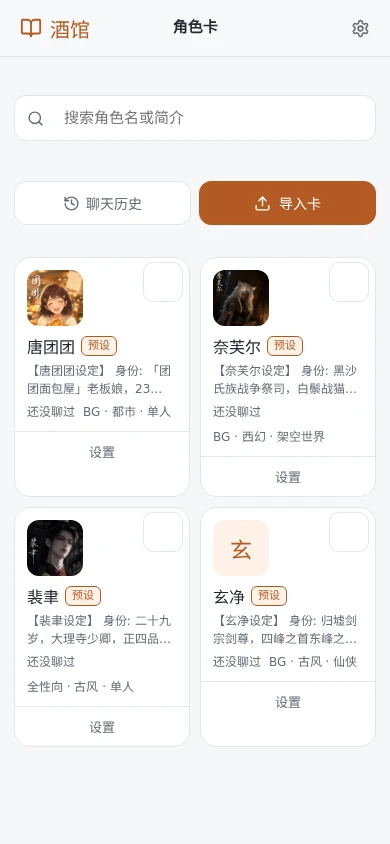 酒馆
角色卡
搜索角色名或简介
聊天历史
导入卡
团团
唐团团 预设
【唐团团设定】 身份: 「团
团面包屋」老板娘, 23...
还没聊过 BG · 都市 · 单人
设置
奈芙尔
奈芙尔 预设
【奈芙尔设定】 身份: 黑沙
氏族战争祭司，白鬃战猫...
还没聊过
BG · 西幻 · 架空世界
设置
裴聿
裴聿 预设
【裴聿设定】 身份: 二十九
岁，大理寺少卿，正四品...
还没聊过
全性向 · 古风 · 单人
设置
玄
玄净 预设
【玄净设定】 身份: 归墟剑
宗剑尊，四峰之首东峰之...
还没聊过 BG · 古风 · 仙侠
设置